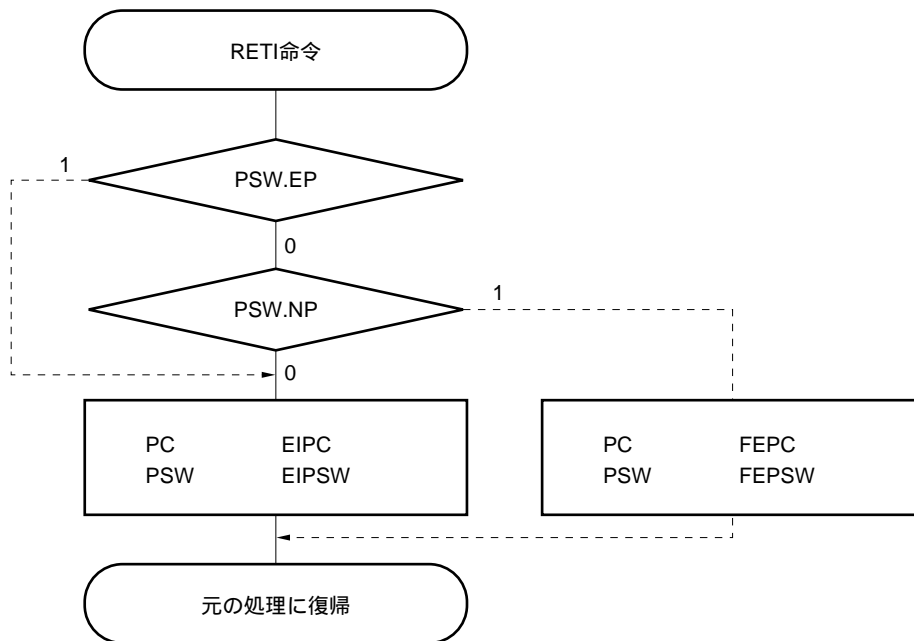 RETI命令
1
PSW.EP
0
PSW.NP
1
0
PC EIPC
PSW EIPSW
PC FEPC
PSW FEPSW
元の処理に復帰